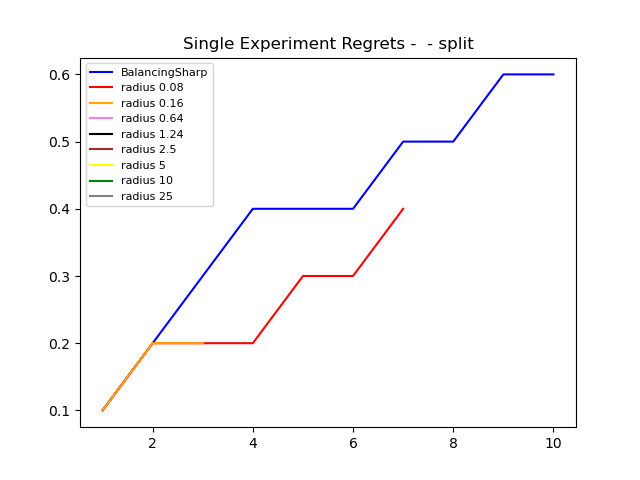 Single Experiment Regrets -  - split
BalancingSharp
radius 0.08
radius 0.16
radius 0.64
radius 1.24
radius 2.5
radius 5
radius 10
radius 25
0.6
0.5
0.4
0.3
0.2
0.1
2 4 6 8 10